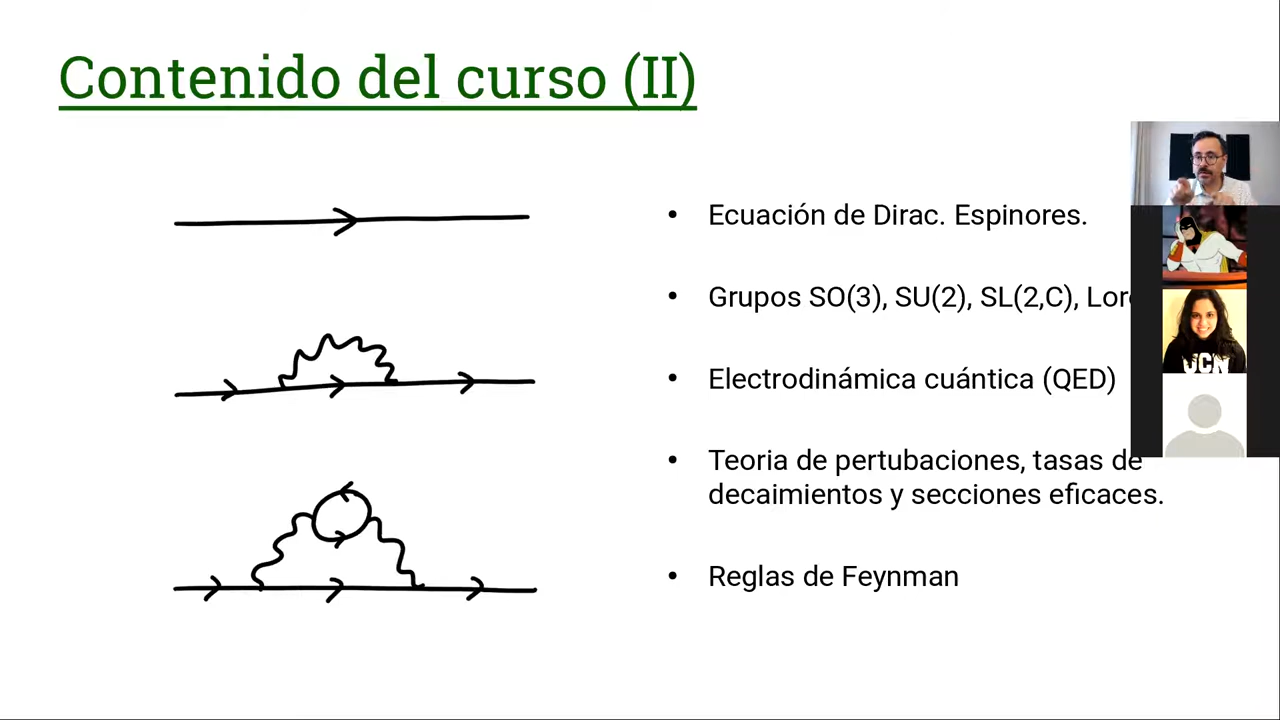 Contenido del curso (II)
• Ecuación de Dirac. Espinores.
• Grupos SO(3), SU(2), SL(2,C), Lor
• Electrodinámica cuántica (QED)
• Teoria de pertubaciones, tasas de
decaimientos y secciones eficaces.
• Reglas de Feynman
UCN